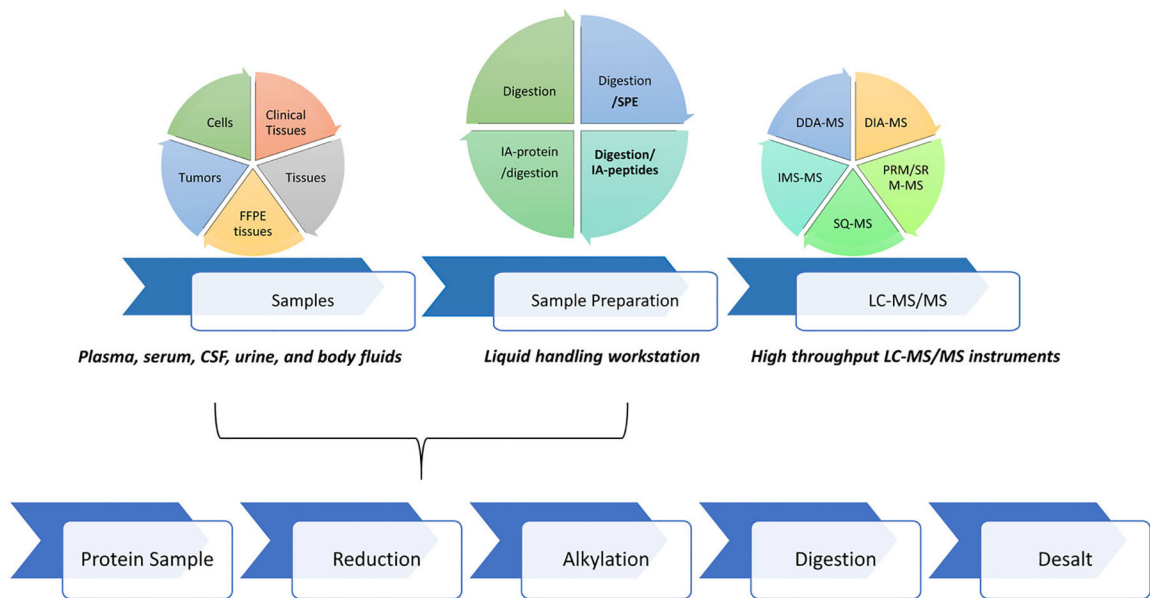 Cells
Clinical
Tissues
Tumors
Tissues
FFPE
tissues
Digestion
Digestion
/SPE
IA-protein
/digestion
Digestion/
IA-peptides
DDA-MS
DIA-MS
IMS-MS
PRM/SR
M-MS
SQ-MS
Samples
Sample Preparation
LC-MS/MS
Plasma, serum, CSF, urine, and body fluids
Liquid handling workstation
High throughput LC-MS/MS instruments
Protein Sample
Reduction
Alkylation
Digestion
Desalt